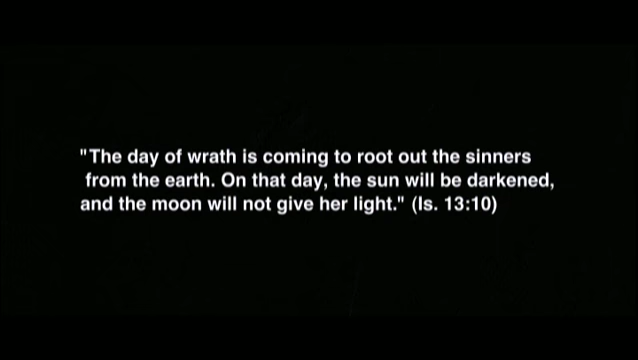 "The day of wrath is coming to root out the sinners
from the earth. On that day, the sun will be darkened,
and the moon will not give her light." (Is. 13:10)